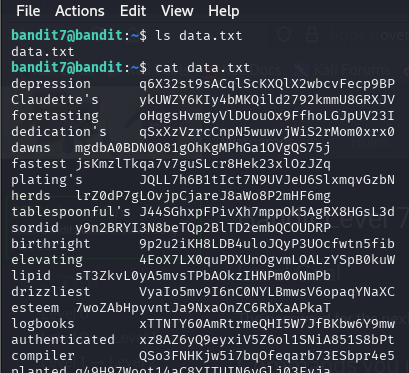 File Actions Edit View Help
bandit7@bandit:~$ ls data.txt
data.txt
bandit7@bandit:~$ cat data.txt
depression q6X32st9sACqlScKXQlX2wbcvFecp9BP
Claudette's ykUWZY6KIy4bMKQild2792kmmU8GRXJV
foretasting oHqgsHvmgyVlDUouOx9FfhoLGJpUV23I
dedication's qSxXzVzrcCnpN5wuwvjWiS2rMom0xrx0
dawns mgdbA0BDN0O81gOhKgMPhGa1OVgQS75j
fastest jsKmzlTkqa7v7guSLcr8Hek23xlOzJZq
plating's JQLL7h6B1tIct7N9UVJeU6SlxmqvGzbN
herds lrZ0dP7gLOvjpCjareJ8aWo8P2mHF6mg
tablespoonful's J44SGhxpFPivXh7mppOk5AgRX8HGsL3d
sordid y9n2BRYI3N8beTQp2BlTD2embQCOUDRP
birthright 9p2u2iKH8LDB4uloJQyP3UOcfwtn5fib
elevating 4EoX7LX0quPDXUnOgvmLOALzYSpB0kuW
lipid sT3ZkvL0yA5mvsTPbAOkzIHNPm0oNmPb
drizzliest VyaIo5mv9I6nC0NYLBmwsV6opaqYNaXC
esteem 7woZAbHpyvntJa9NxaOnZC6RbXaAPkaT
logbooks xTTNTY60AmRtrmeQHI5W7JfBKbw6Y9mw
authenticated xz8AZ6yQ9eyxiV5Z6ol1SNiA851S8bPt
compiler QSo3FNHKjw5i7bQOfeqarb73ESbpr4e5
planted